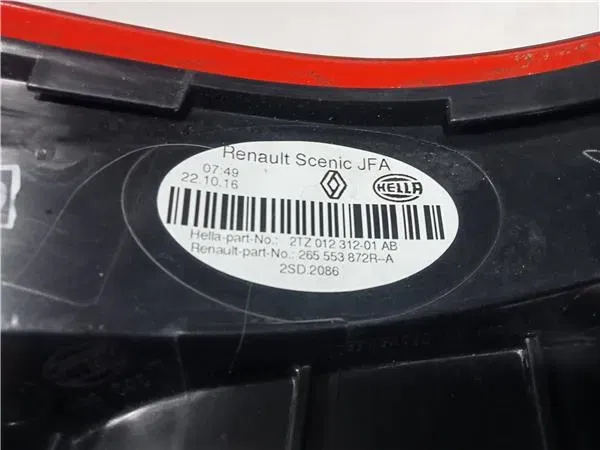 Renault Scenic JFA
07:49
22.10.16
HELLA
Hella-part-No.: 2TZ 012 312-01 AB
Renault-part-No.: 265 553 872R--A
2SD.2086